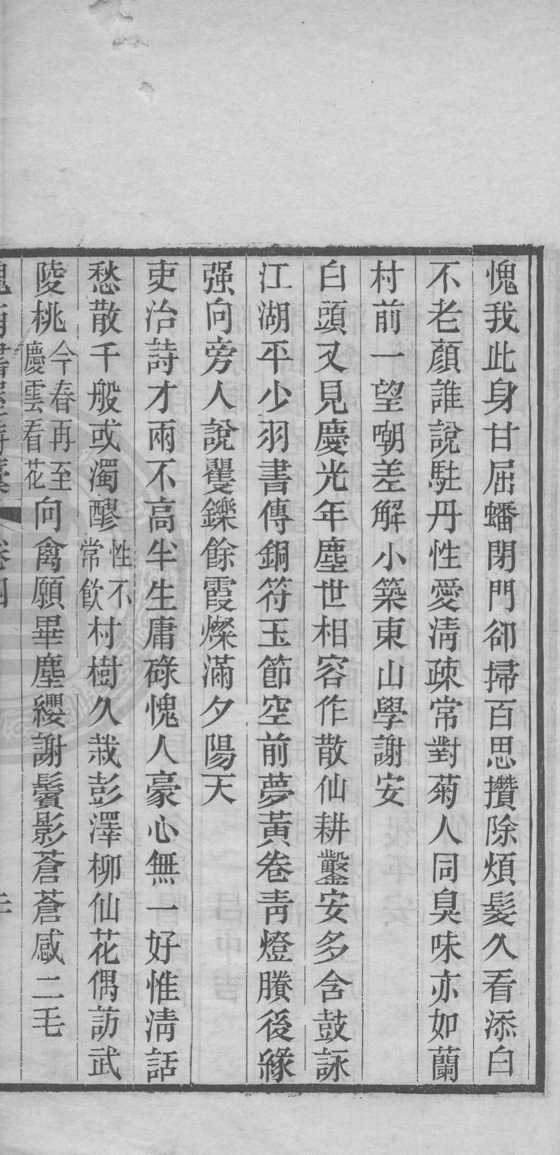 愧我此身甘屈蟠閉門卻掃百思攢除煩髮久看添白
不老顏誰說駐丹性愛淸疎常對菊人同臭味亦如蘭
村前一望嘲差解小築東山學謝安
白頭又見慶光年塵世相容作散仙耕鑿安多含鼓詠
江湖平少羽書傳銅符玉節空前夢黃卷靑燈賸後緣
强向旁人說矍鑠餘霞燦滿夕陽天
吏治詩才兩不高半生庸碌愧人豪心無一好惟淸話
愁散千般或濁醪性不常飮村樹久栽彭澤柳仙花偶訪武
陵桃今春再至慶雲看花向禽願畢塵纓謝鬢影蒼蒼感二毛